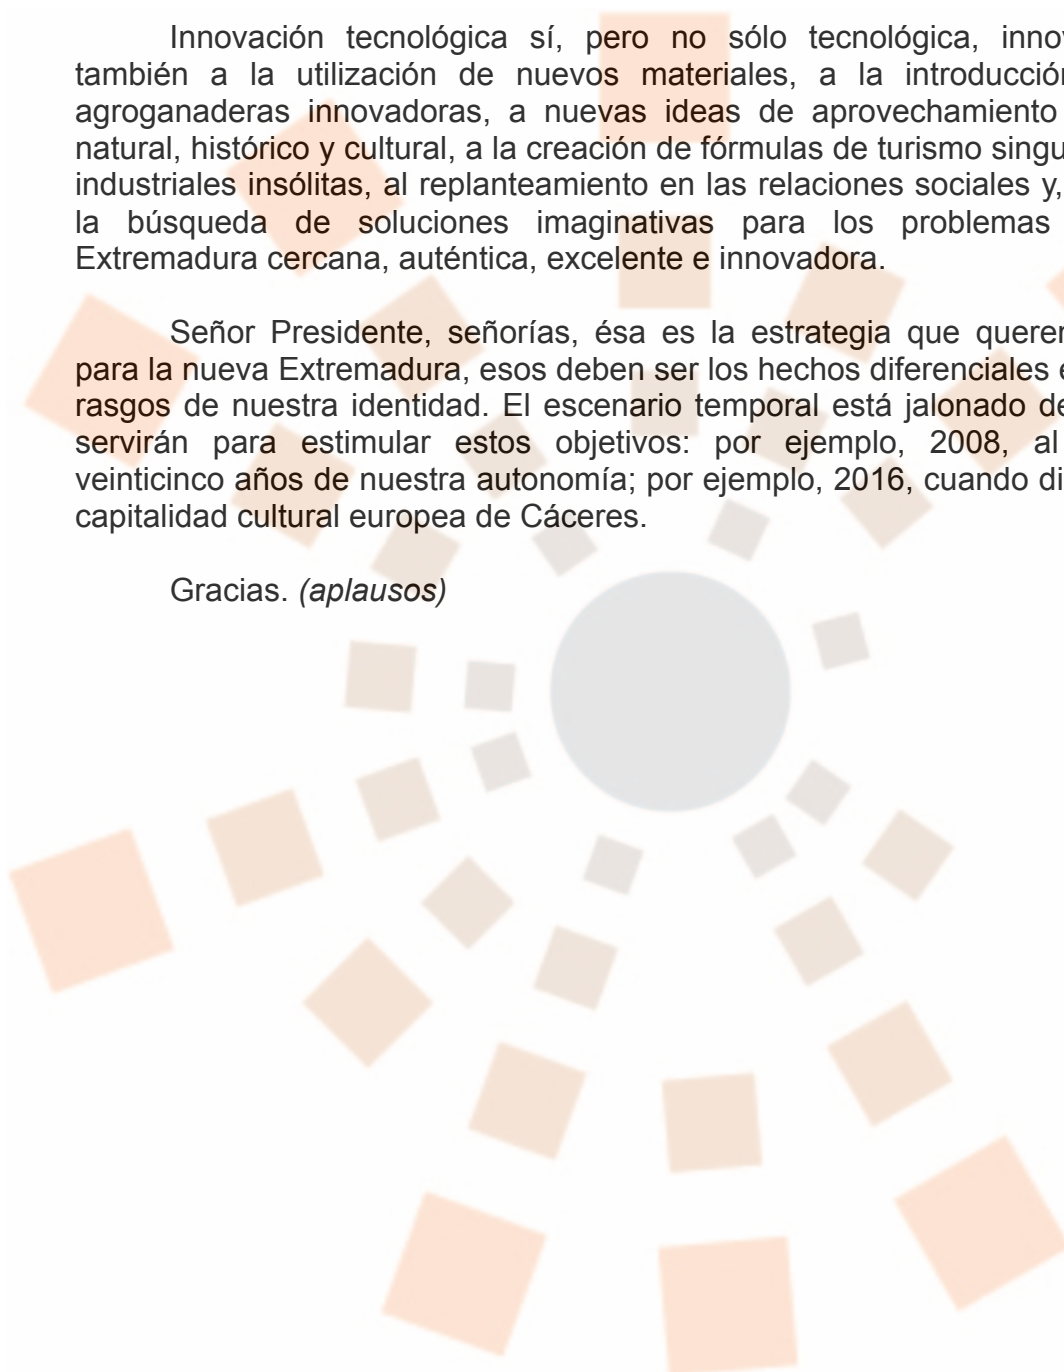 Innovación tecnológica sí, pero no sólo tecnológica,
también a la utilización de nuevos materiales, a la introducción
agroganaderas innovadoras, a nuevas ideas de aprovechamiento
natural, histórico y cultural, a la creación de fórmulas de turismo
industriales insólitas, al replanteamiento en las relaciones sociales y,
la búsqueda de soluciones imaginativas para los problemas
Extremadura cercana, auténtica, excelente e innovadora.
Señor Presidente, señorías, ésa es la estrategia que
para la nueva Extremadura, esos deben ser los hechos diferenciales
rasgos de nuestra identidad. El escenario temporal está jalonado
servirán para estimular estos objetivos: por ejemplo, 2008, al
veinticinco años de nuestra autonomía; por ejemplo, 2016, cuando
capitalidad cultural europea de Cáceres.
Gracias. (aplausos)